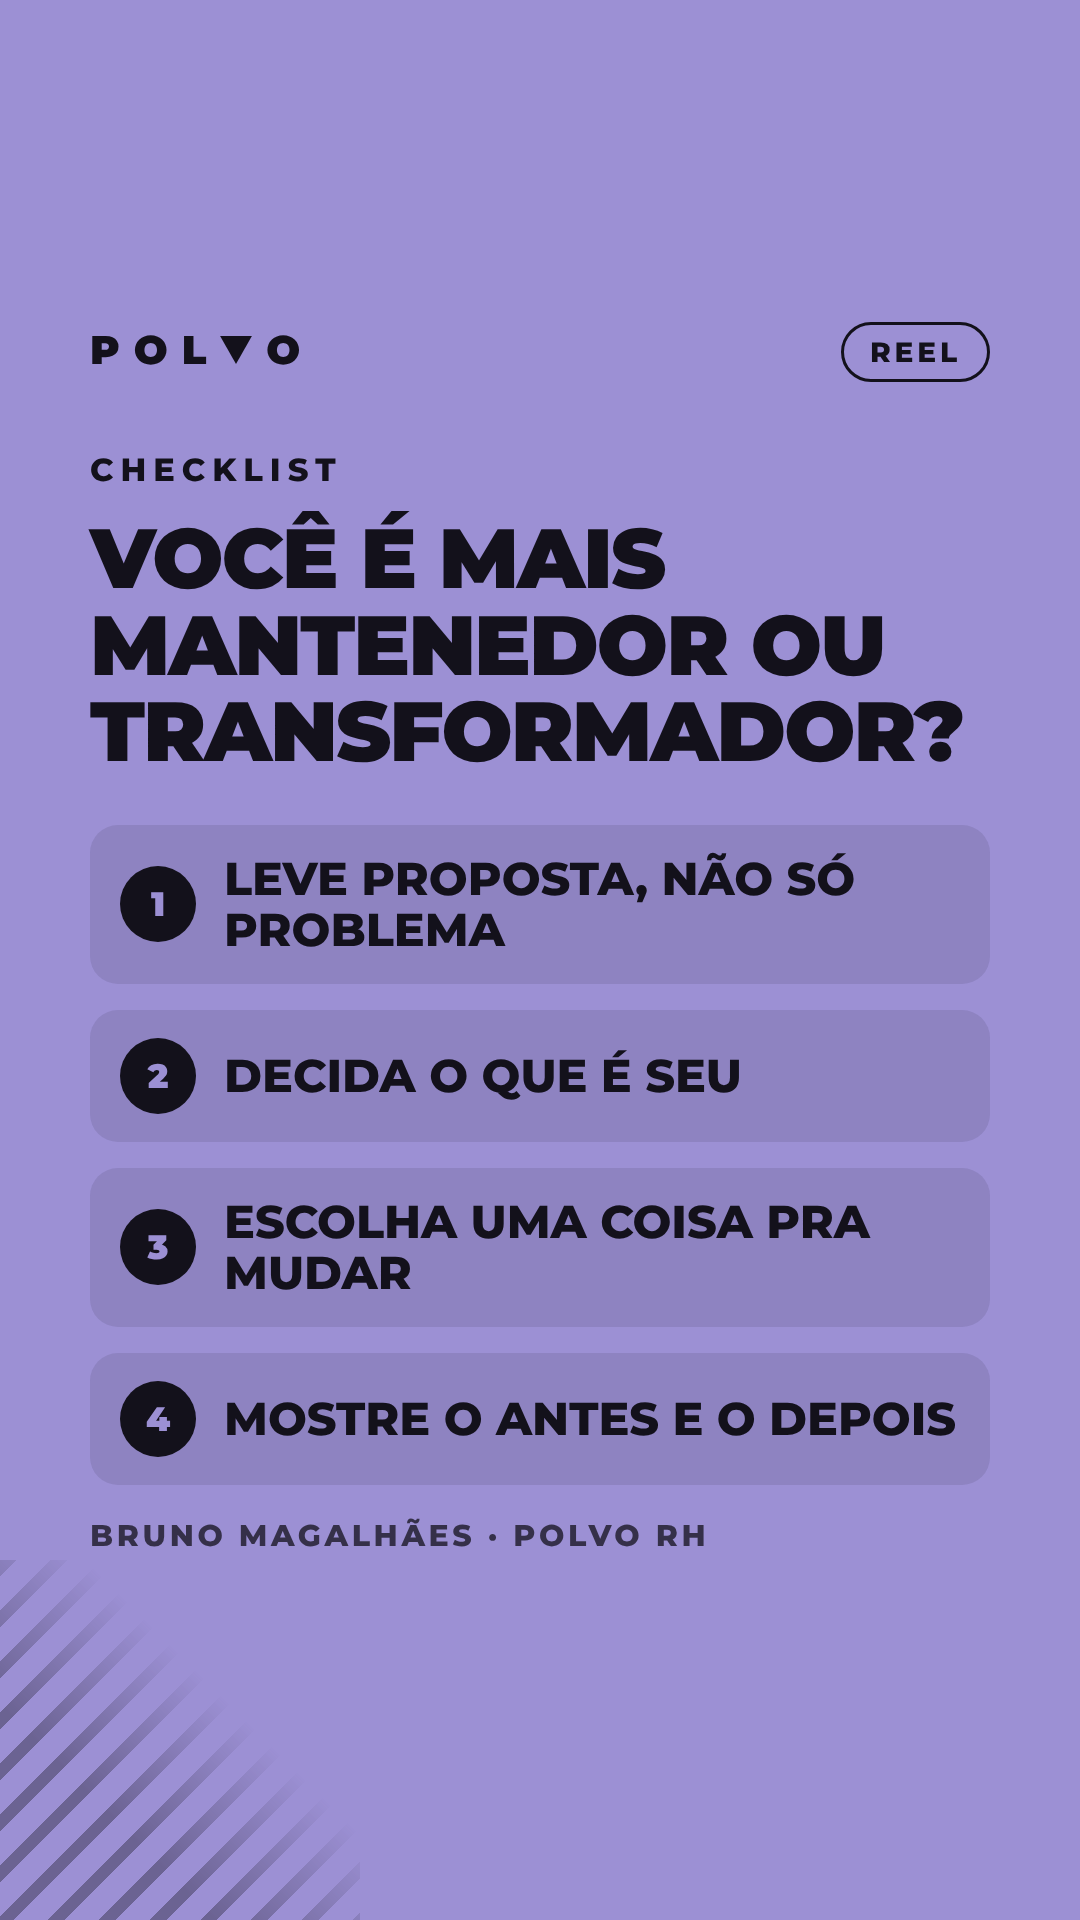 POLVO
REEL
CHECKLIST
VOCÊ É MAIS
MANTENEDOR OU
TRANSFORMADOR?
1
LEVE PROPOSTA, NÃO SÓ
PROBLEMA
2
DECIDA O QUE É SEU
3
ESCOLHA UMA COISA PRA
MUDAR
4
MOSTRE O ANTES E O DEPOIS
BRUNO MAGALHÃES · POLVO RH